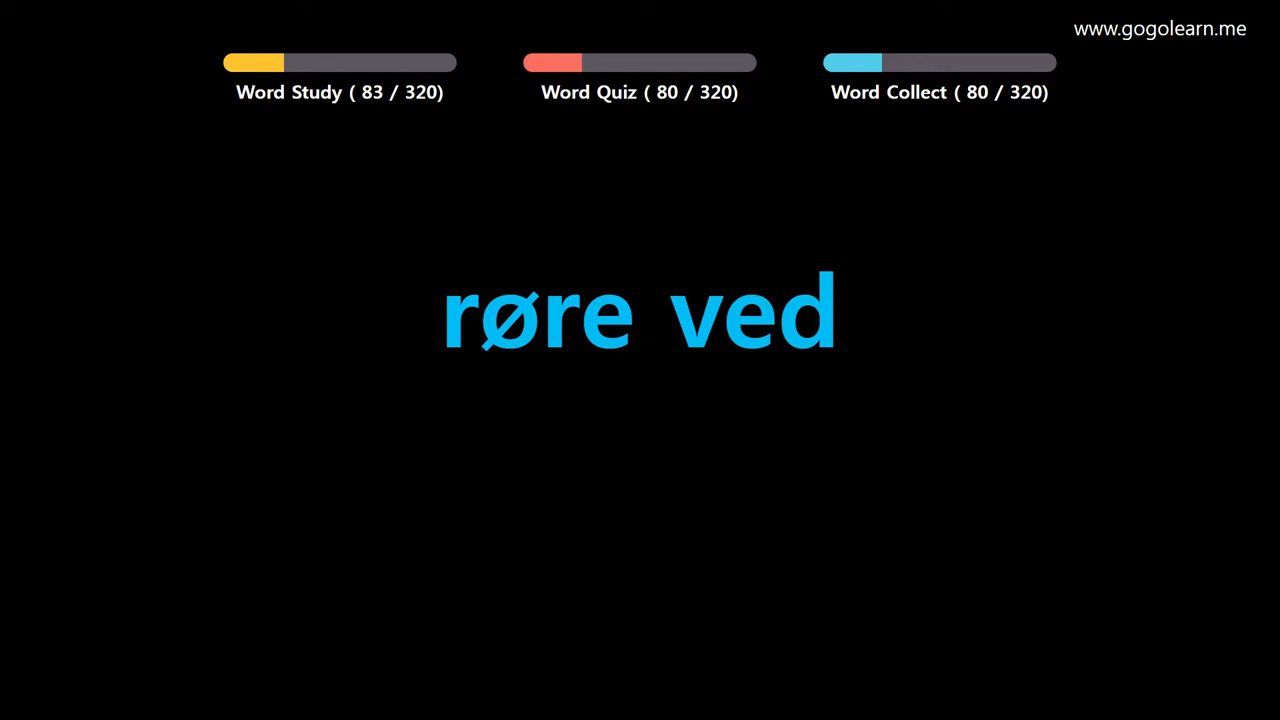 www.gogolearn.me
Word Study ( 83 / 320)
Word Quiz ( 80 / 320)
Word Collect ( 80 / 320)
røre ved